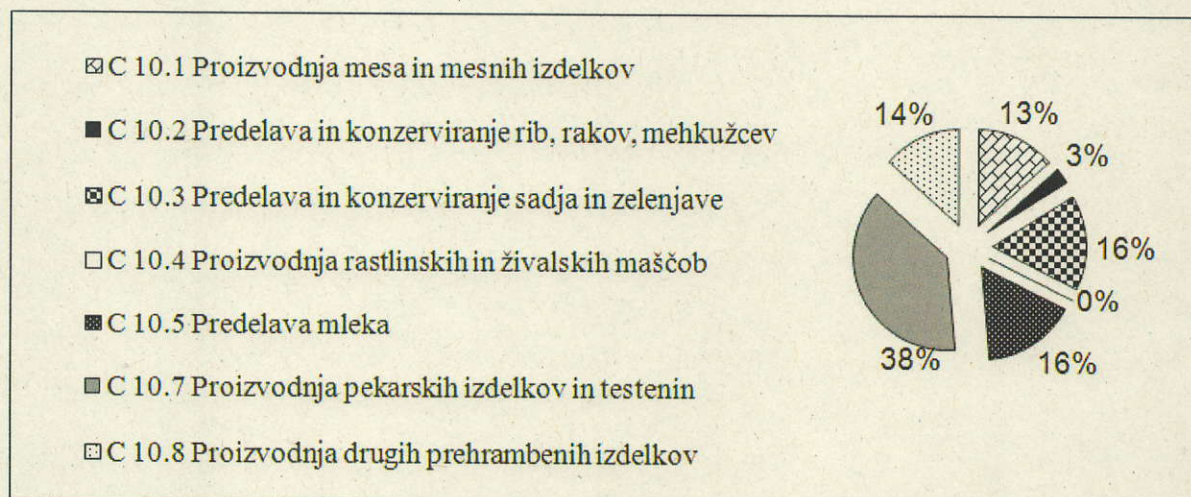 C 10.1 Proizvodnja mesa in mesnih izdelkov
C 10.2 Predelava in konzerviranje rib, rakov, mehkužcev
C 10.3 Predelava in konzerviranje sadja in zelenjave
C 10.4 Proizvodnja rastlinskih in živalskih maščob
C 10.5 Predelava mleka
C 10.7 Proizvodnja pekarskih izdelkov in testenin
C 10.8 Proizvodnja drugih prehrambenih izdelkov
14%
13%
3%
16%
0%
16%
38%